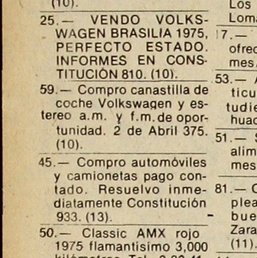 (10).
25.— VENDO VOLKS-
WAGEN BRASILIA 1975,
PERFECTO ESTADO.
INFORMES EN CONS-
TITUCIÓN 810. (10).
59.— Compro canastilla de
coche Volkswagen y es-
tereo a.m. y f.m. de opor-
tunidad. 2 de Abril 375.
(10).
45.— Compro automóviles
y camionetas pago con-
tado. Resuelvo inme-
diatamente Constitución
933. (13).
50.— Classic AMX rojo
1975 flamantísimo 3,000
Los
Loma
17.—
ofrec
mes.
53.—
ticu
tudie
huac
51.—
alim
mes
81.—
plea
bue
Zara
(11).